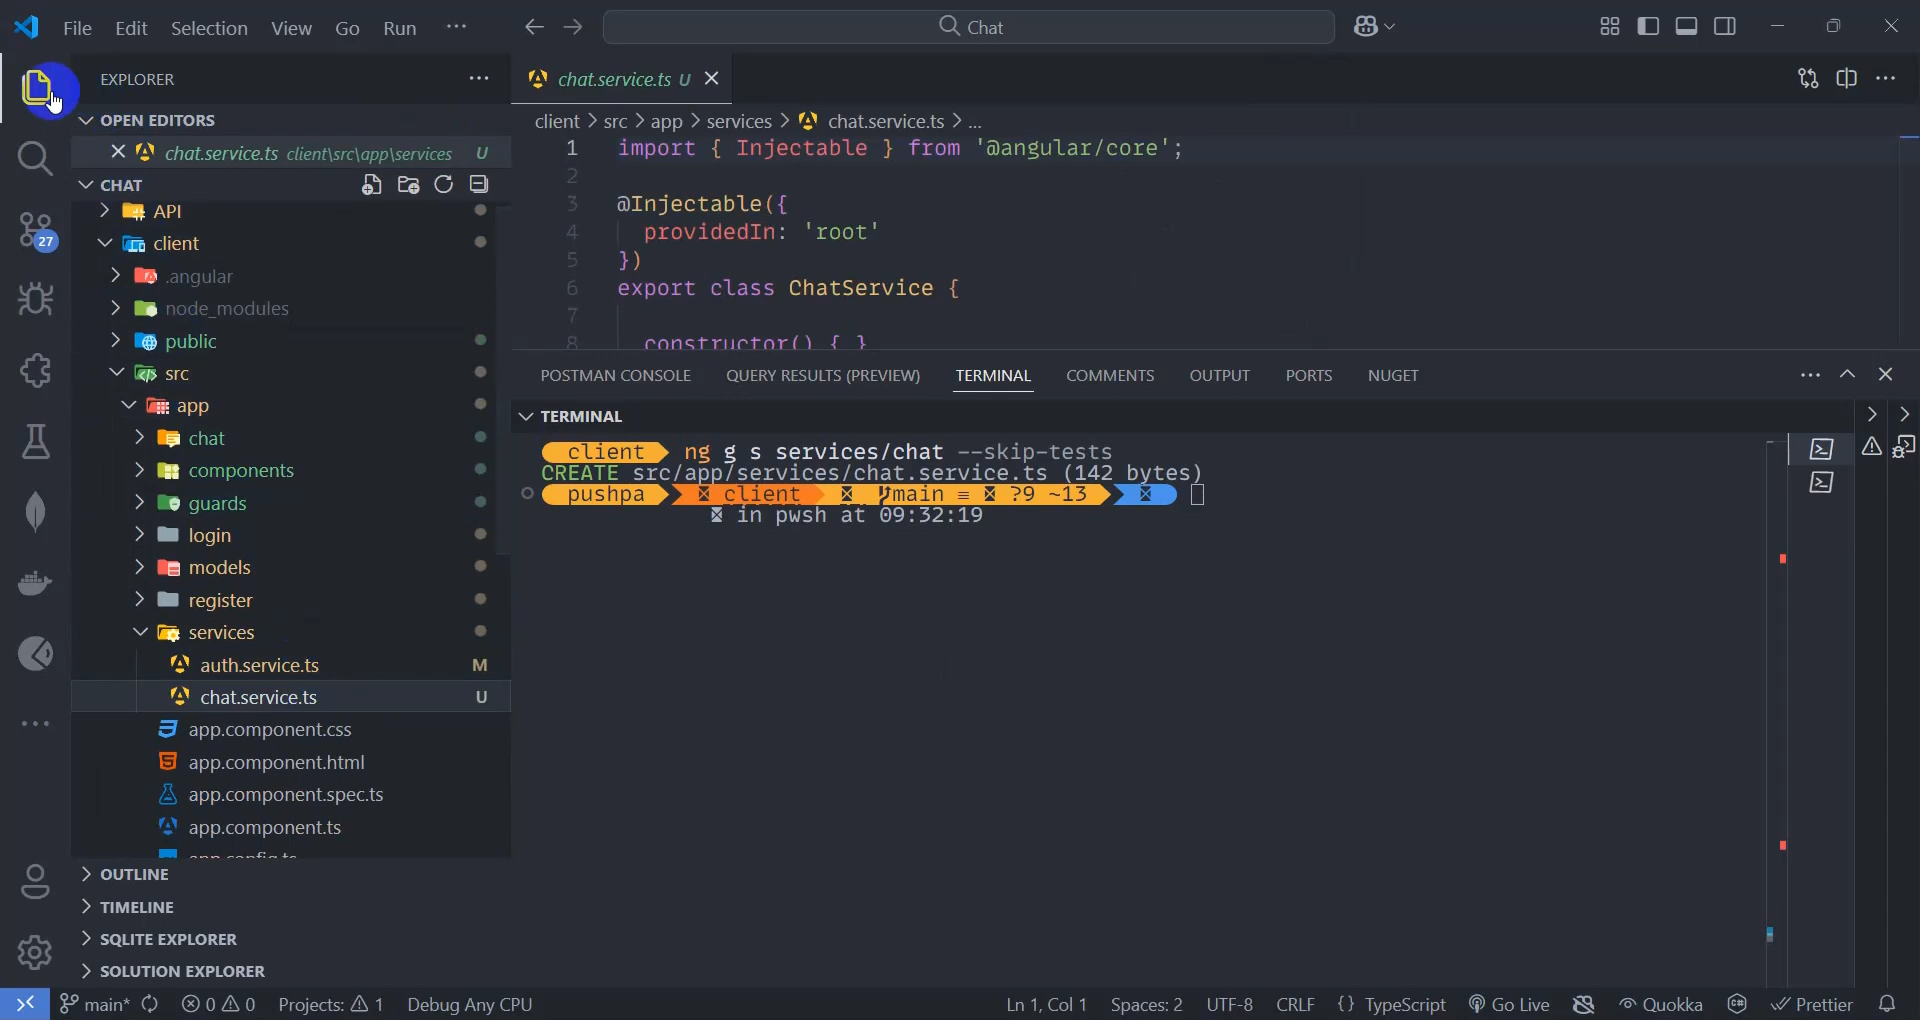 File Edit Selection View Go Run ··· Chat
EXPLORER ···
OPEN EDITORS
chat.service.ts client\src\app\services U
CHAT
API
client
.angular
node_modules
public
src
app
chat
components
guards
login
models
register
services
auth.service.ts M
chat.service.ts U
app.component.css
app.component.html
app.component.spec.ts
app.component.ts
app.config.ts
OUTLINE
TIMELINE
SQLITE EXPLORER
SOLUTION EXPLORER
27
chat.service.ts U
client > src > app > services > chat.service.ts > ...
1 import { Injectable } from '@angular/core';
2
3 @Injectable({
4 providedIn: 'root'
5 })
6 export class ChatService {
7
8 constructor() { }
POSTMAN CONSOLE QUERY RESULTS (PREVIEW) TERMINAL COMMENTS OUTPUT PORTS NUGET
TERMINAL
client ng g s services/chat --skip-tests
CREATE src/app/services/chat.service.ts (142 bytes)
pushpa client main ≡ ?9 ~13
in pwsh at 09:32:19
main* 0 0 Projects: 1 Debug Any CPU Ln 1, Col 1 Spaces: 2 UTF-8 CRLF {} TypeScript Go Live Quokka Prettier